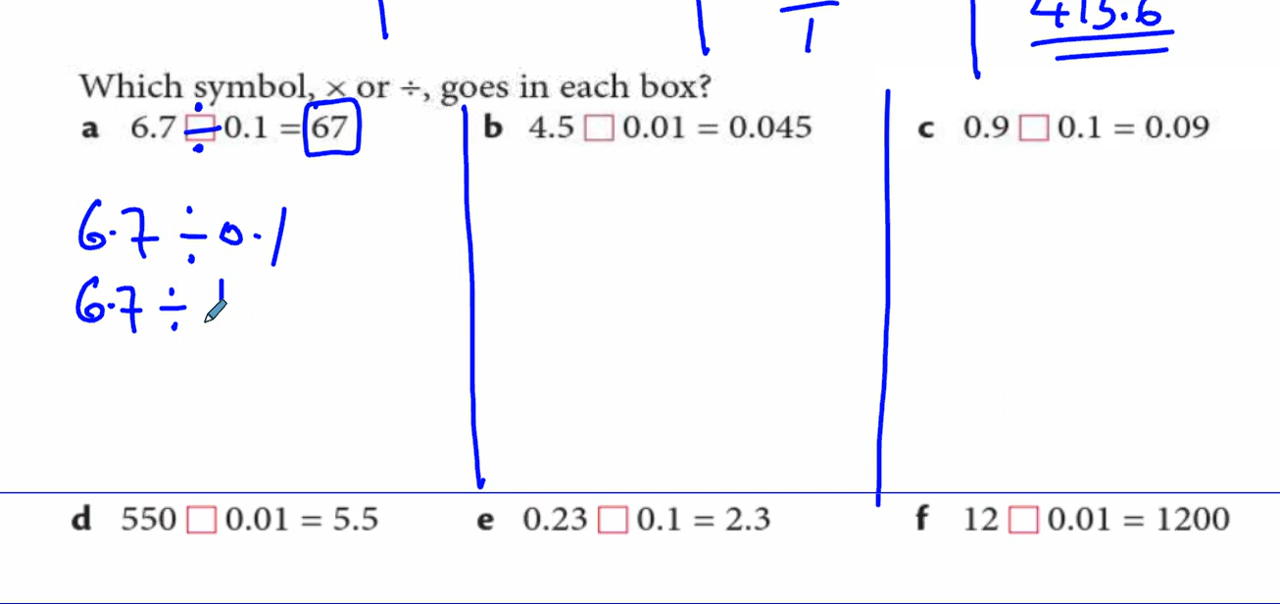 413.6
1
Which symbol, × or ÷, goes in each box?
a 6.7 ÷ 0.1 = 67
b 4.5 □ 0.01 = 0.045
c 0.9 □ 0.1 = 0.09
6.7 ÷ 0.1
6.7 ÷ 1
d 550 □ 0.01 = 5.5
e 0.23 □ 0.1 = 2.3
f 12 □ 0.01 = 1200